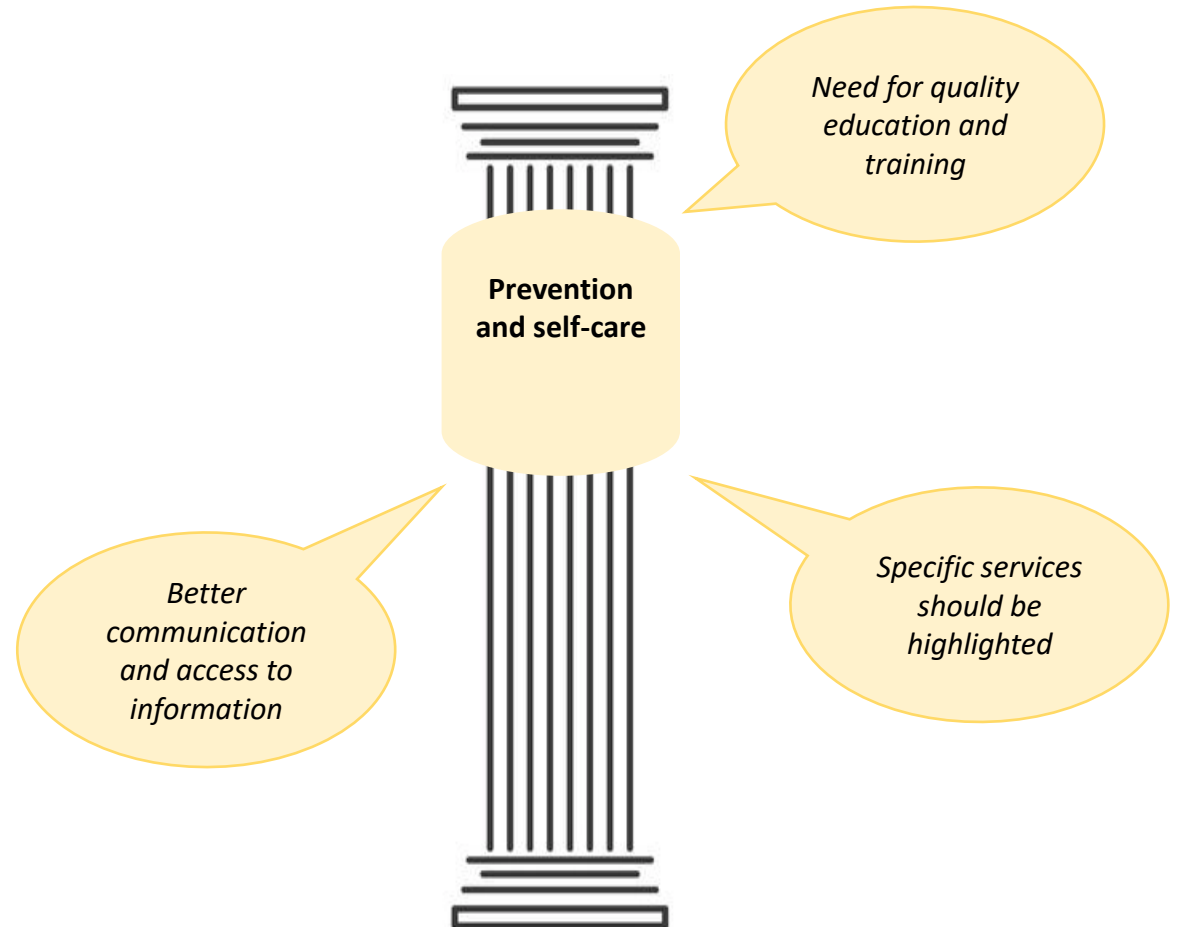 Need for quality
education and
training
Prevention
and self-care
Better
communication
and access to
information
Specific services
should be
highlighted